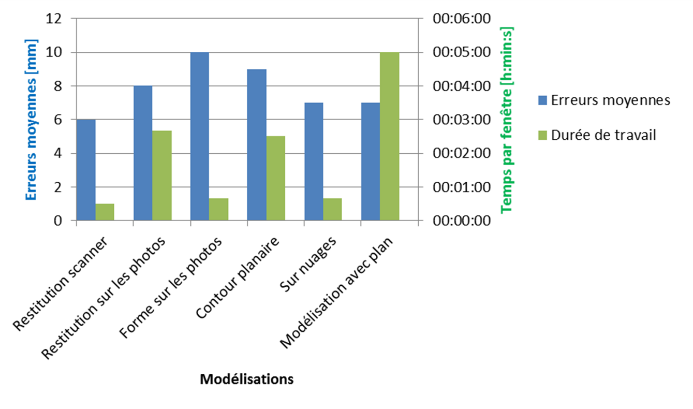 12
10
8
6
4
2
0
Erreurs moyennes [mm]
00:06:00
00:05:00
00:04:00
00:03:00
00:02:00
00:01:00
00:00:00
Temps par fenêtre [h:min:s]
Erreurs moyennes
Durée de travail
Restitution scanner
Restitution sur les photos
Forme sur les photos
Contour planaire
Sur nuages
Modélisation avec plan
Modélisations